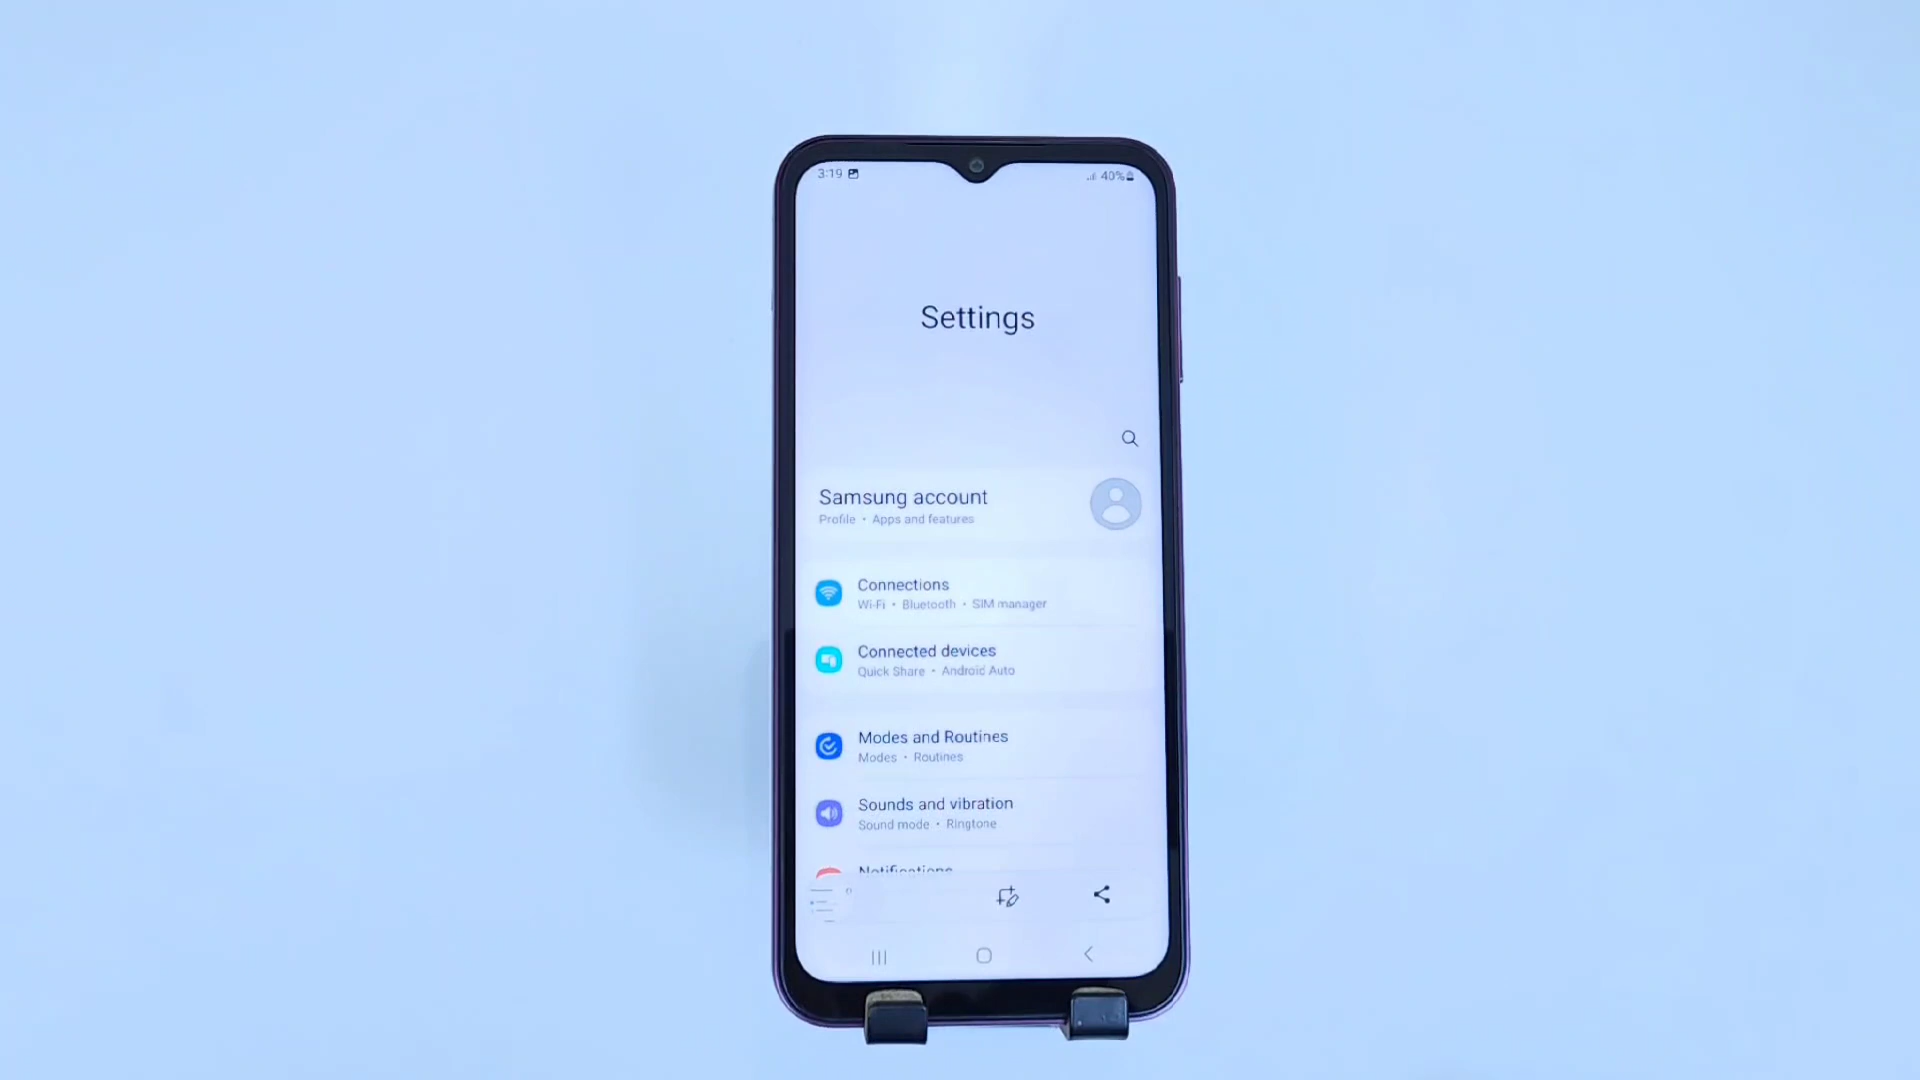 3:19
40%
Settings
Samsung account
Profile • Apps and features
Connections
Wi-Fi • Bluetooth • SIM manager
Connected devices
Quick Share • Android Auto
Modes and Routines
Modes • Routines
Sounds and vibration
Sound mode • Ringtone
Notifications